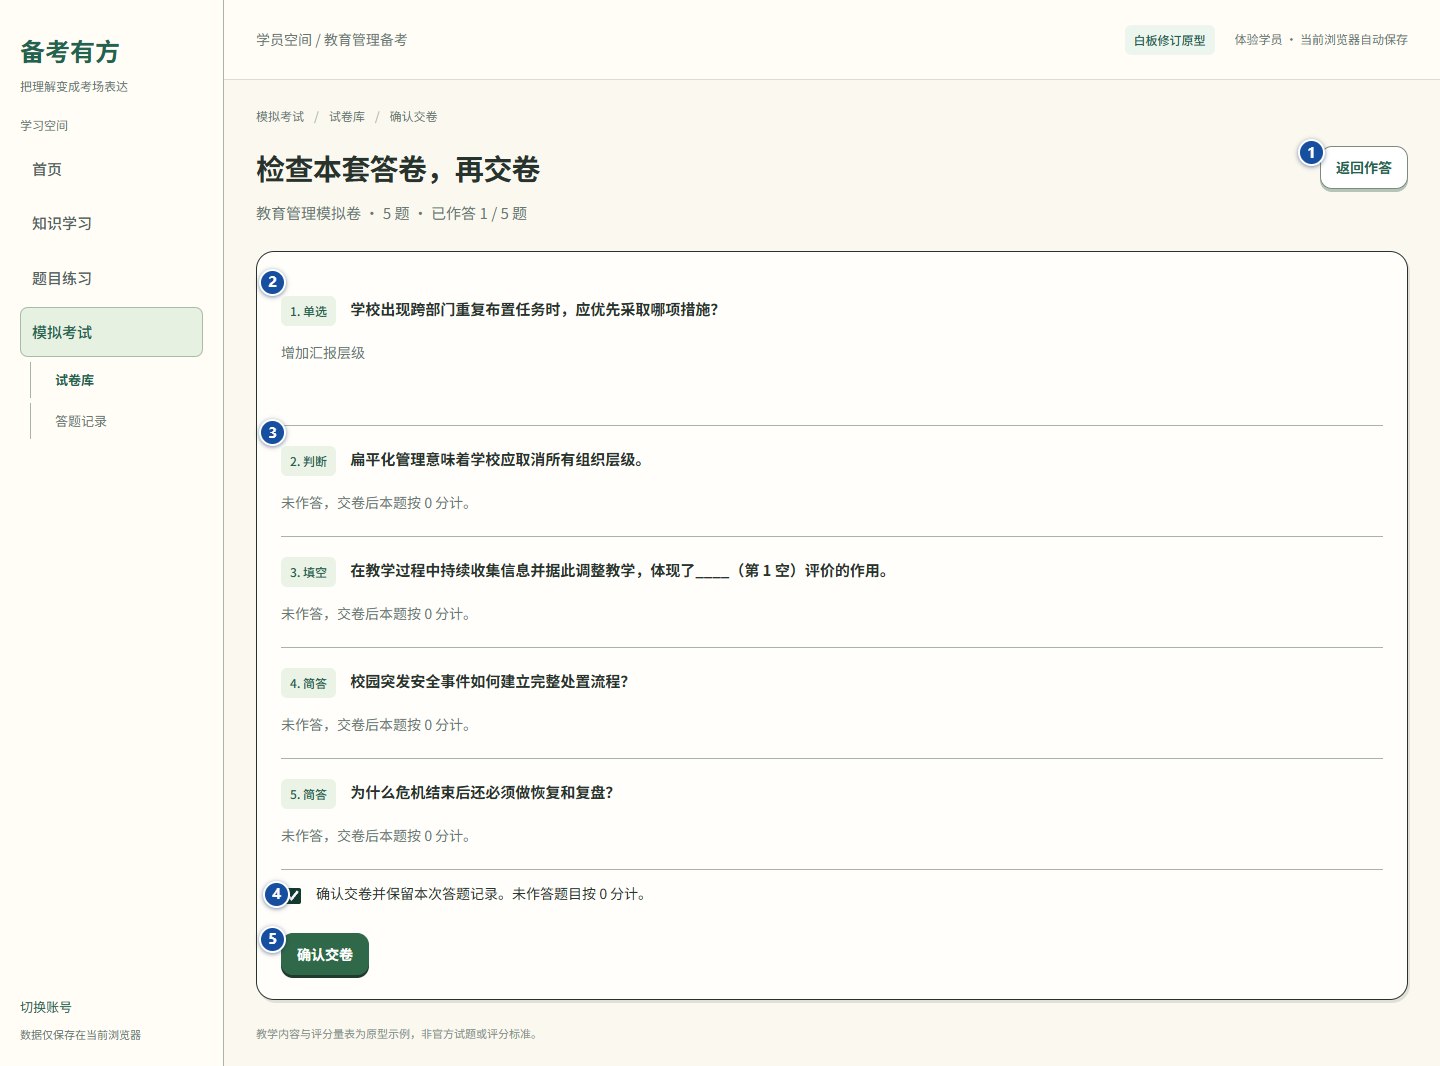 备考有方
把理解变成考场表达
学习空间
首页
知识学习
题目练习
模拟考试
试卷库
答题记录
切换账号
数据仅保存在当前浏览器
学员空间 / 教育管理备考
白板修订原型
体验学员 · 当前浏览器自动保存
模拟考试 / 试卷库 / 确认交卷
检查本套答卷，再交卷
1
返回作答
教育管理模拟卷 · 5 题 · 已作答 1 / 5 题
2
1. 单选 学校出现跨部门重复布置任务时，应优先采取哪项措施？
增加汇报层级
3
2. 判断 扁平化管理意味着学校应取消所有组织层级。
未作答，交卷后本题按 0 分计。
3. 填空 在教学过程中持续收集信息并据此调整教学，体现了____（第 1 空）评价的作用。
未作答，交卷后本题按 0 分计。
4. 简答 校园突发安全事件如何建立完整处置流程？
未作答，交卷后本题按 0 分计。
5. 简答 为什么危机结束后还必须做恢复和复盘？
未作答，交卷后本题按 0 分计。
4 确认交卷并保留本次答题记录。未作答题目按 0 分计。
5
确认交卷
教学内容与评分量表为原型示例，非官方试题或评分标准。